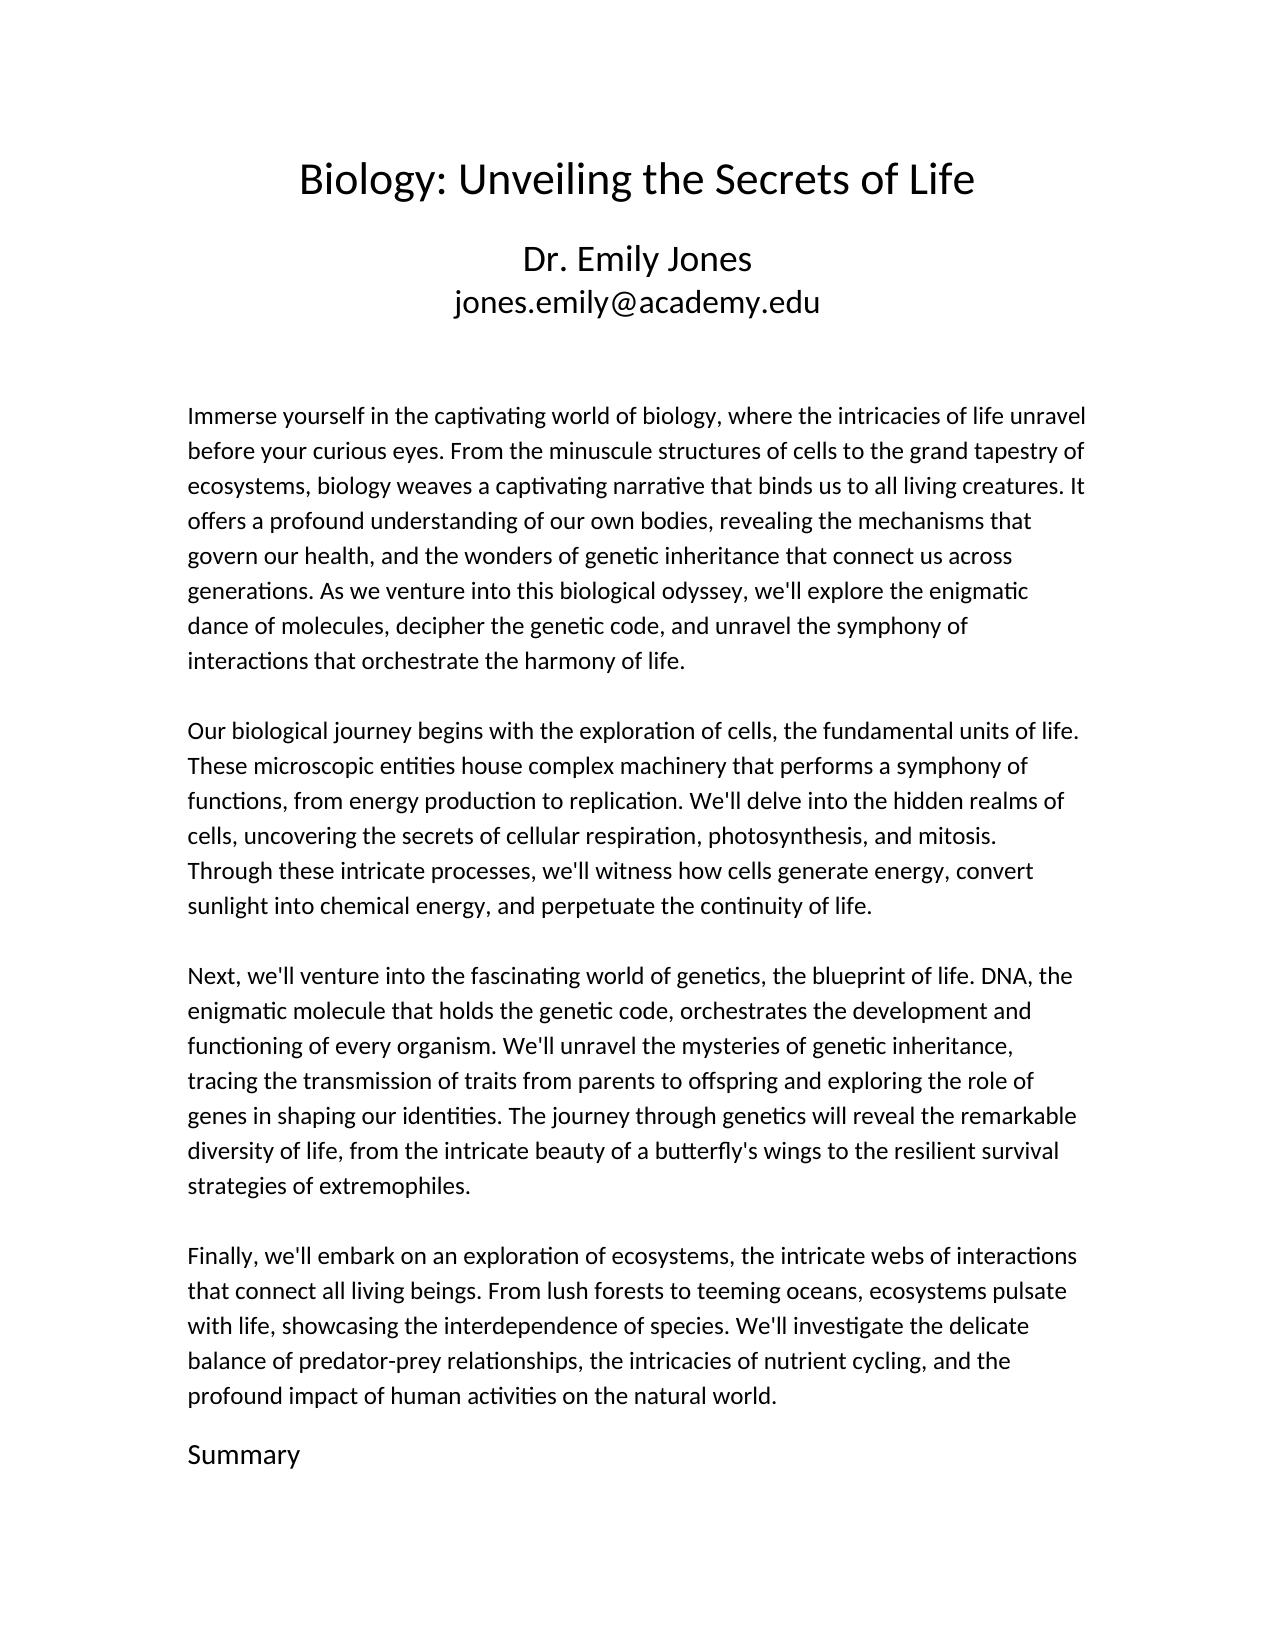 Biology: Unveiling the Secrets of Life
Dr. Emily Jones
jones.emily@academy.edu
Immerse yourself in the captivating world of biology, where the intricacies of life unravel
before your curious eyes. From the minuscule structures of cells to the grand tapestry of
ecosystems, biology weaves a captivating narrative that binds us to all living creatures. It
offers a profound understanding of our own bodies, revealing the mechanisms that
govern our health, and the wonders of genetic inheritance that connect us across
generations. As we venture into this biological odyssey, we'll explore the enigmatic
dance of molecules, decipher the genetic code, and unravel the symphony of
interactions that orchestrate the harmony of life.
Our biological journey begins with the exploration of cells, the fundamental units of life.
These microscopic entities house complex machinery that performs a symphony of
functions, from energy production to replication. We'll delve into the hidden realms of
cells, uncovering the secrets of cellular respiration, photosynthesis, and mitosis.
Through these intricate processes, we'll witness how cells generate energy, convert
sunlight into chemical energy, and perpetuate the continuity of life.
Next, we'll venture into the fascinating world of genetics, the blueprint of life. DNA, the
enigmatic molecule that holds the genetic code, orchestrates the development and
functioning of every organism. We'll unravel the mysteries of genetic inheritance,
tracing the transmission of traits from parents to offspring and exploring the role of
genes in shaping our identities. The journey through genetics will reveal the remarkable
diversity of life, from the intricate beauty of a butterfly's wings to the resilient survival
strategies of extremophiles.
Finally, we'll embark on an exploration of ecosystems, the intricate webs of interactions
that connect all living beings. From lush forests to teeming oceans, ecosystems pulsate
with life, showcasing the interdependence of species. We'll investigate the delicate
balance of predator-prey relationships, the intricacies of nutrient cycling, and the
profound impact of human activities on the natural world.
Summary